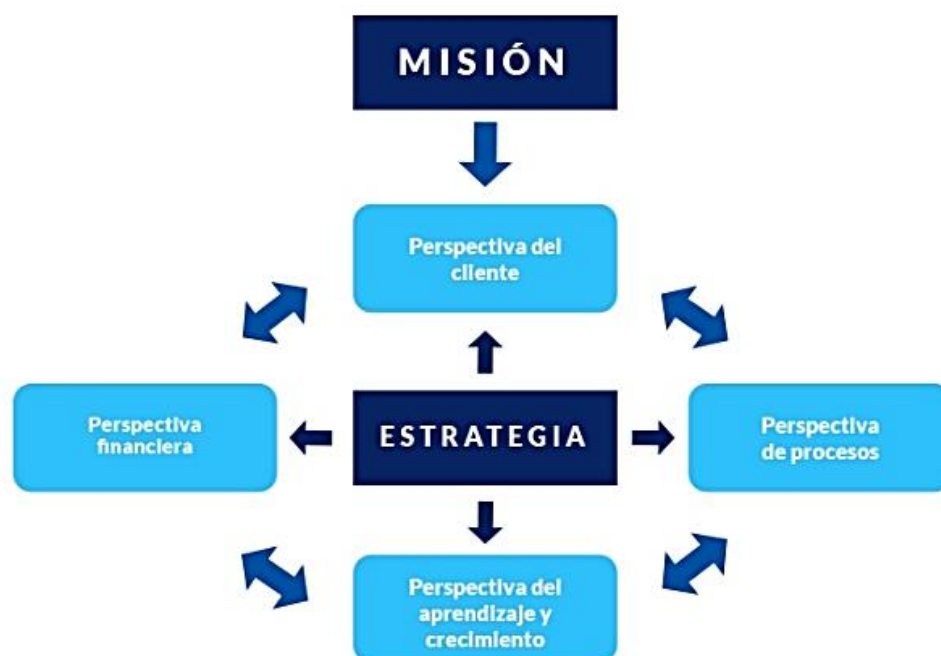 MISIÓN
Perspectiva del
cliente
Perspectiva
financiera
ESTRATEGIA
Perspectiva
de procesos
Perspectiva del
aprendizaje y
crecimiento